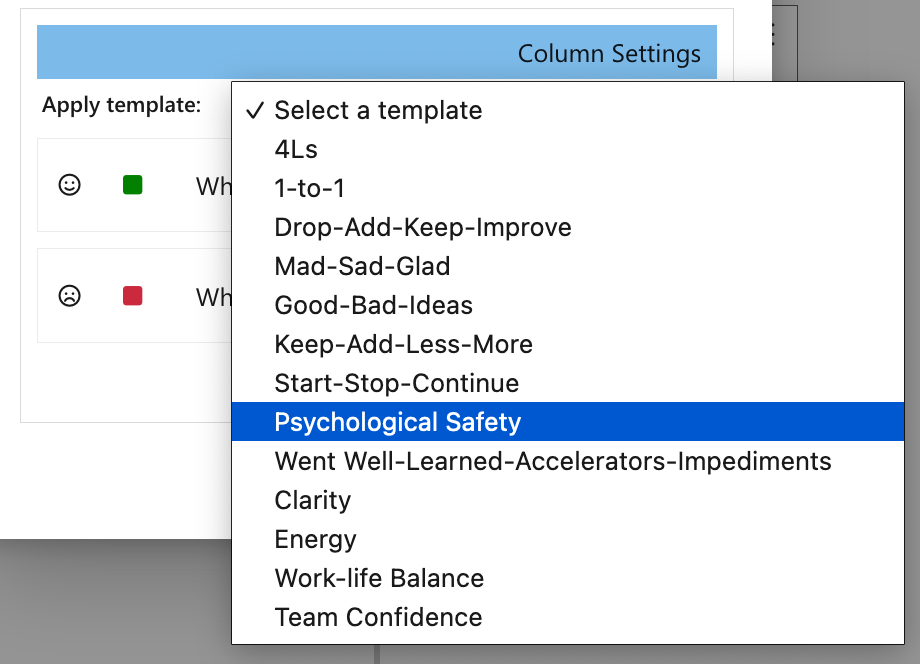 Column Settings
Apply template:
Select a template
4Ls
1-to-1
Wh
Drop-Add-Keep-Improve
Mad-Sad-Glad
Wh
Good-Bad-Ideas
Keep-Add-Less-More
Start-Stop-Continue
Psychological Safety
Went Well-Learned-Accelerators-Impediments
Clarity
Energy
Work-life Balance
Team Confidence